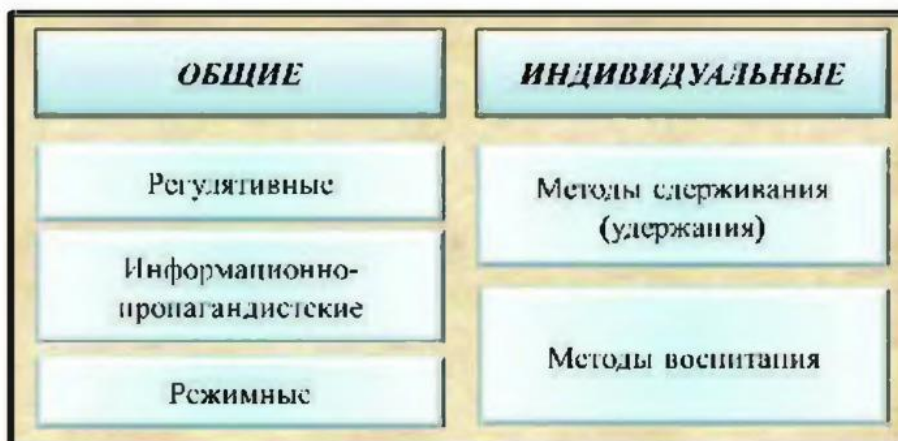 ОБЩИЕ
Регулятивные
Информационно-
пропагандистские
Режимные
ИНДИВИДУАЛЬНЫЕ
Методы сдерживания
(удержания)
Методы воспитания